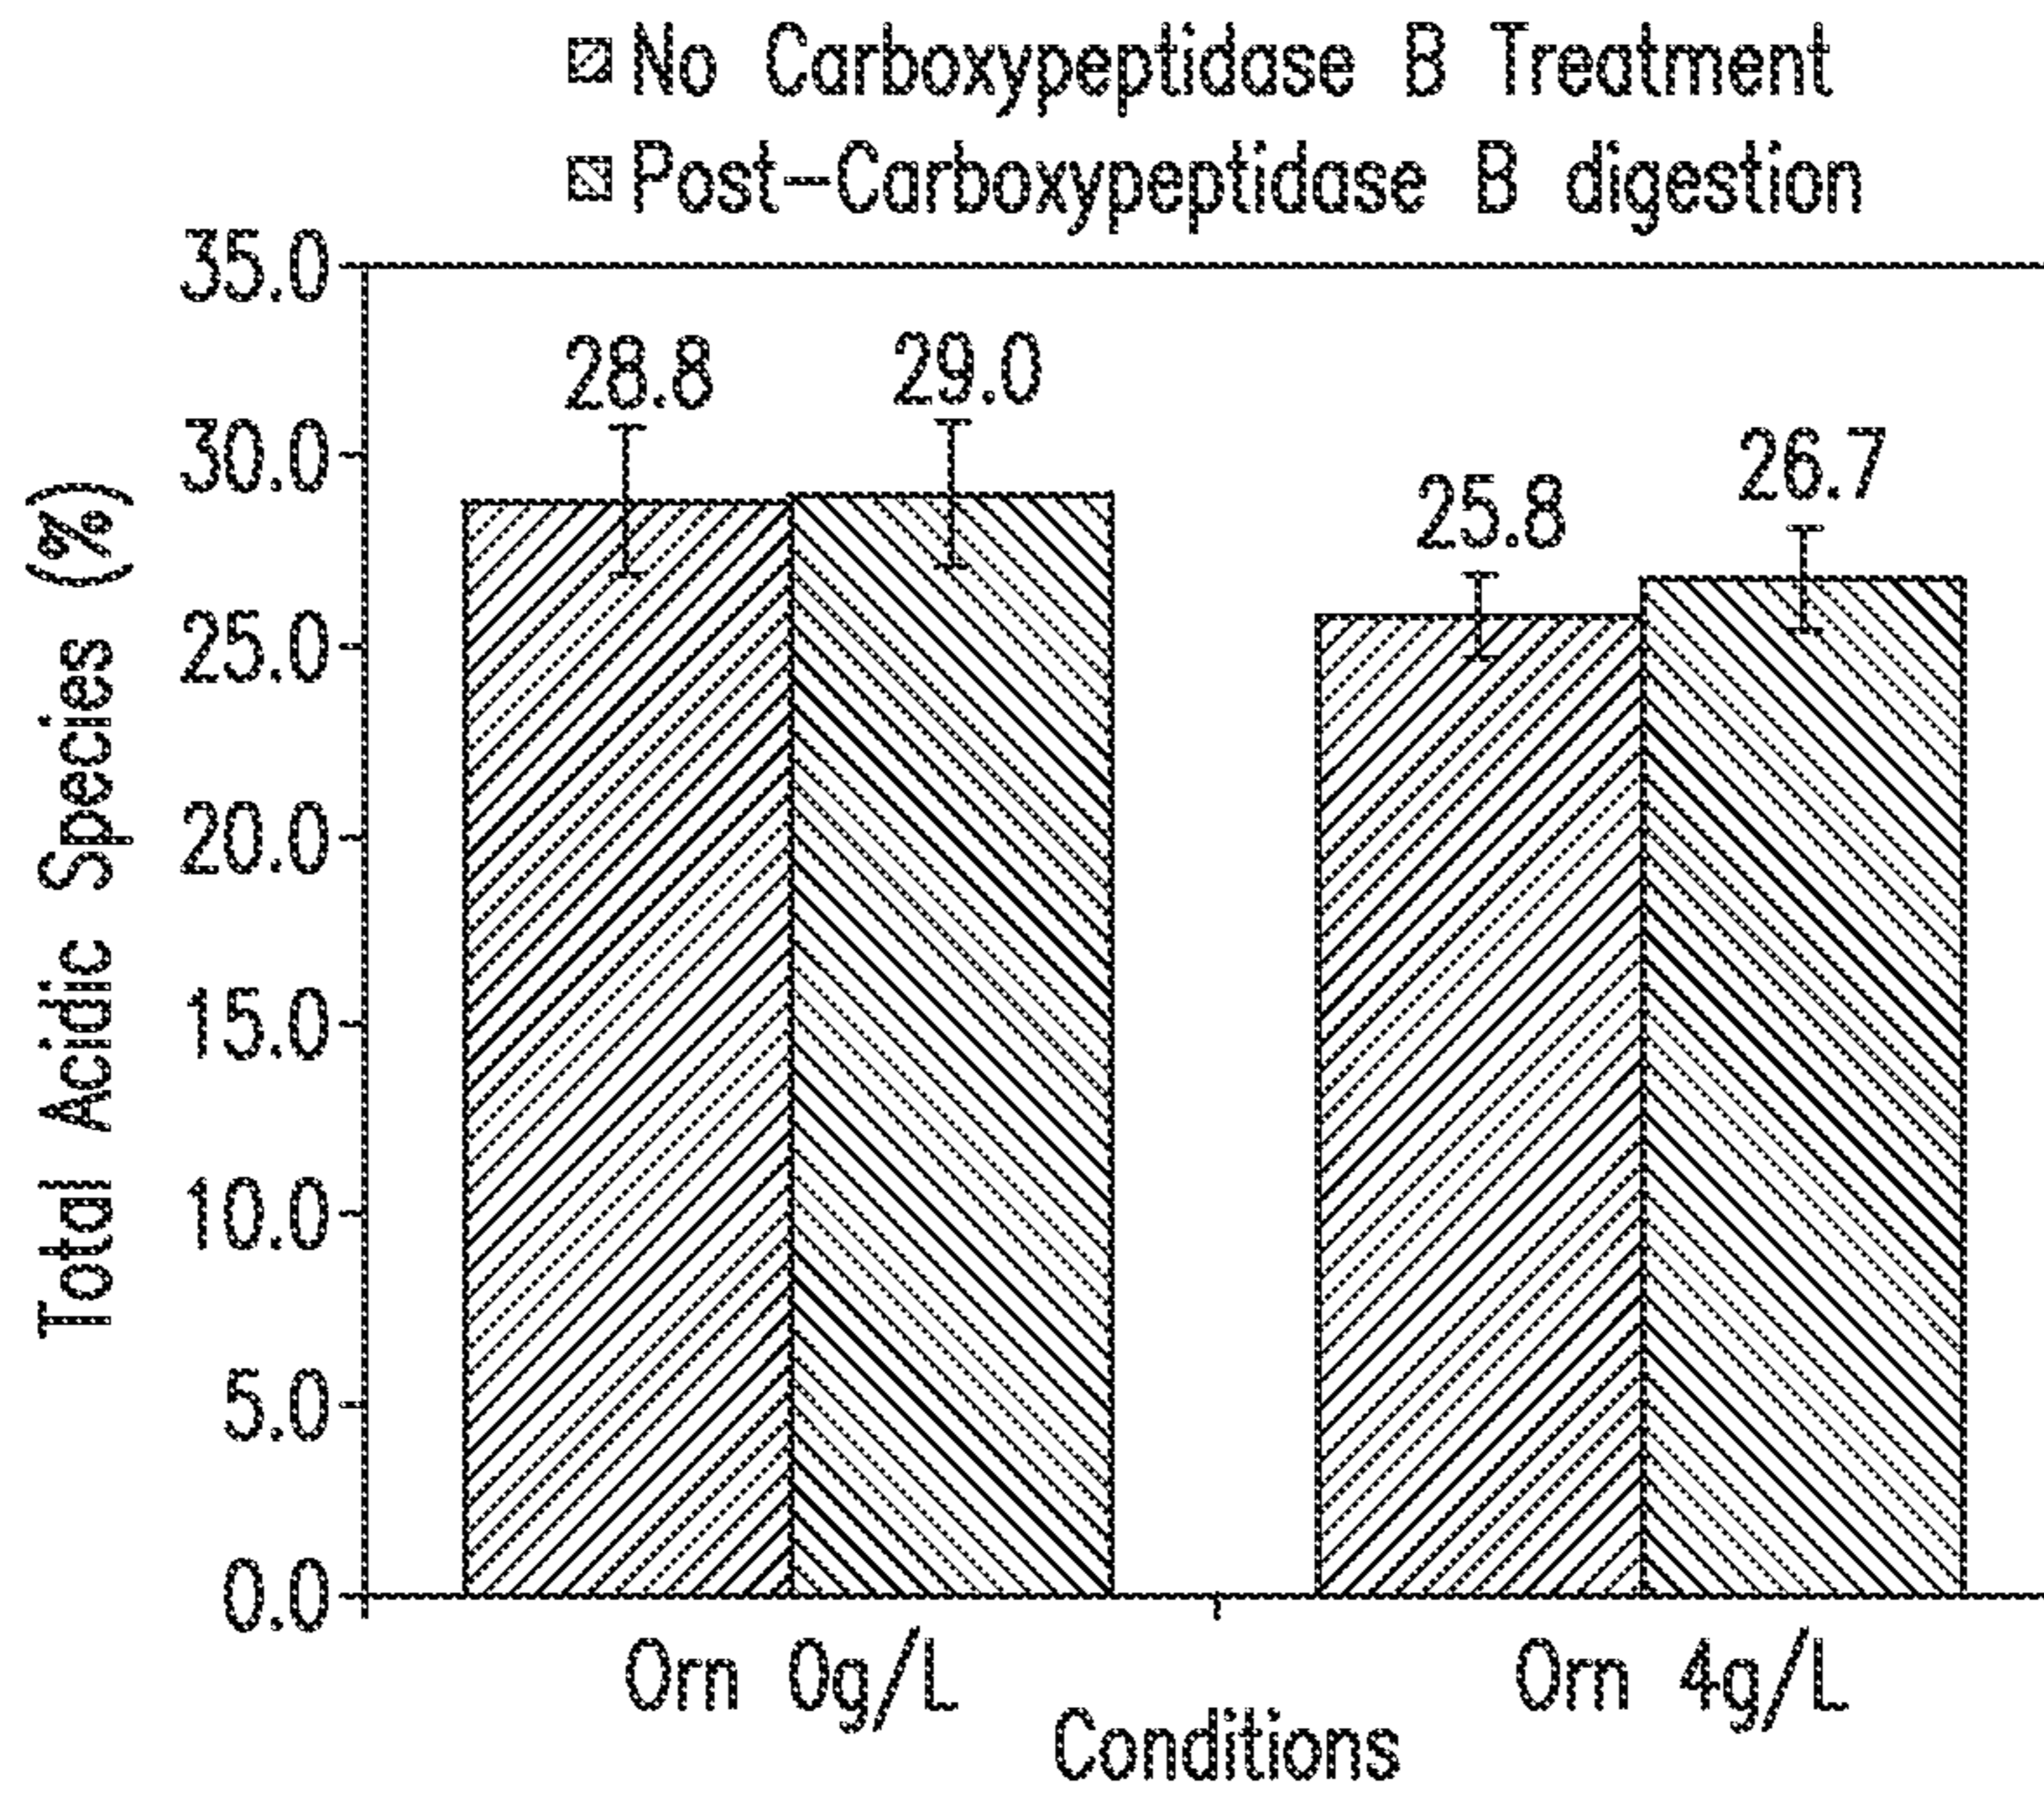 No Carboxypeptidase B Treatment
Post-Carboxypeptidase B digestion
Total Acidic Species (%)
35.0
30.0
25.0
20.0
15.0
10.0
5.0
0.0
28.8
29.0
25.8
26.7
Orn 0g/L
Orn 4g/L
Conditions